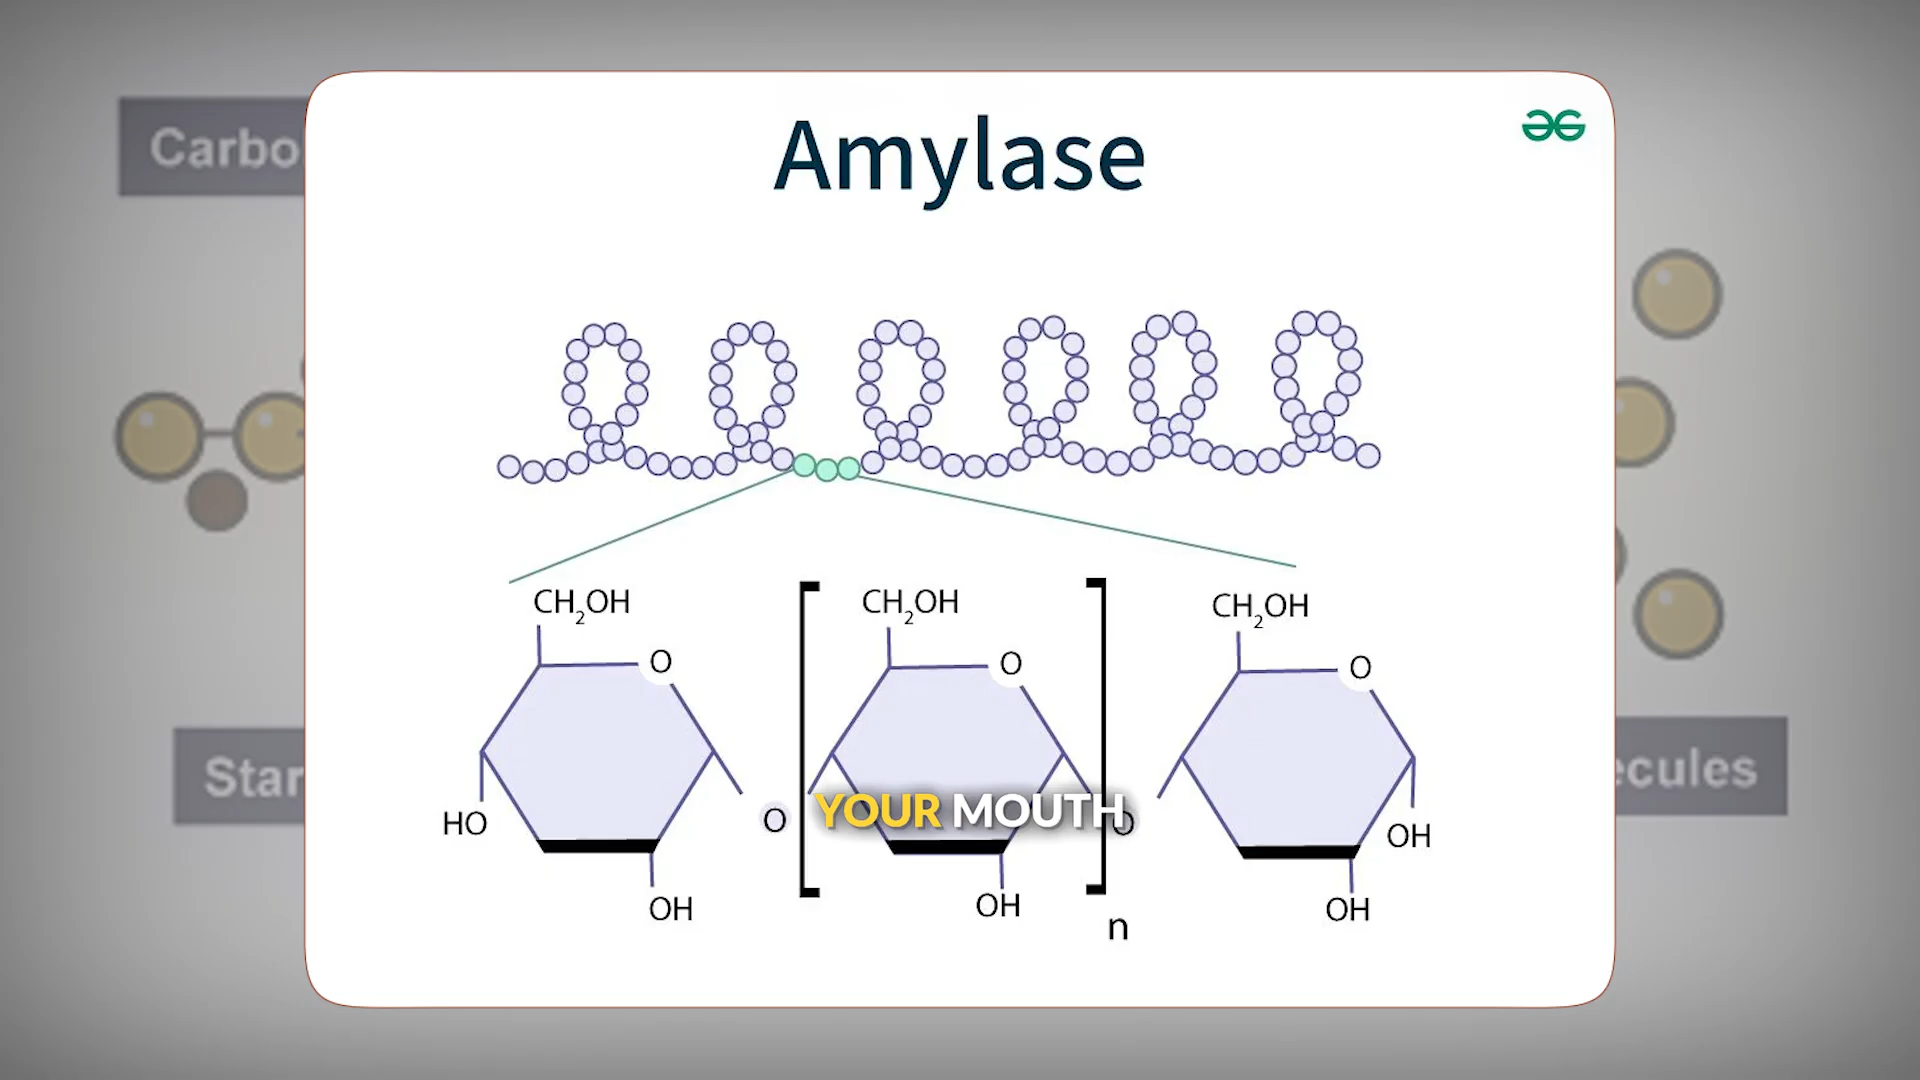 Amylase
Carbo
CH2OH
CH2OH
CH2OH
O
O
O
HO
O
YOUR MOUTH
O
OH
OH
OH
OH
n
Star
ecules